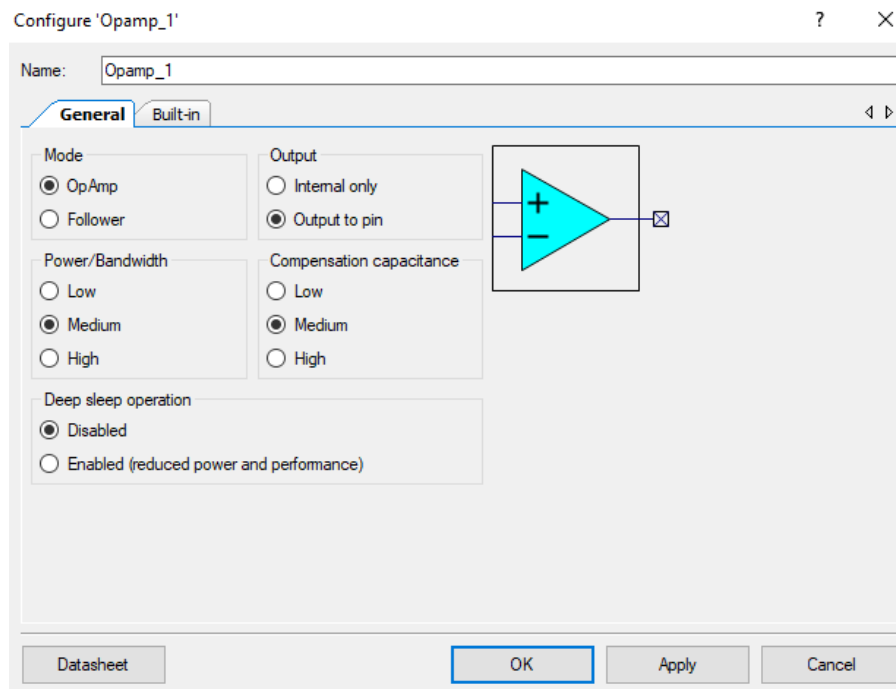 Configure 'Opamp_1'
?
Name:
Opamp_1
General
Built-in
Mode
OpAmp
Follower
Output
Internal only
Output to pin
Power/Bandwidth
Low
Medium
High
Compensation capacitance
Low
Medium
High
Deep sleep operation
Disabled
Enabled (reduced power and performance)
Datasheet
OK
Apply
Cancel